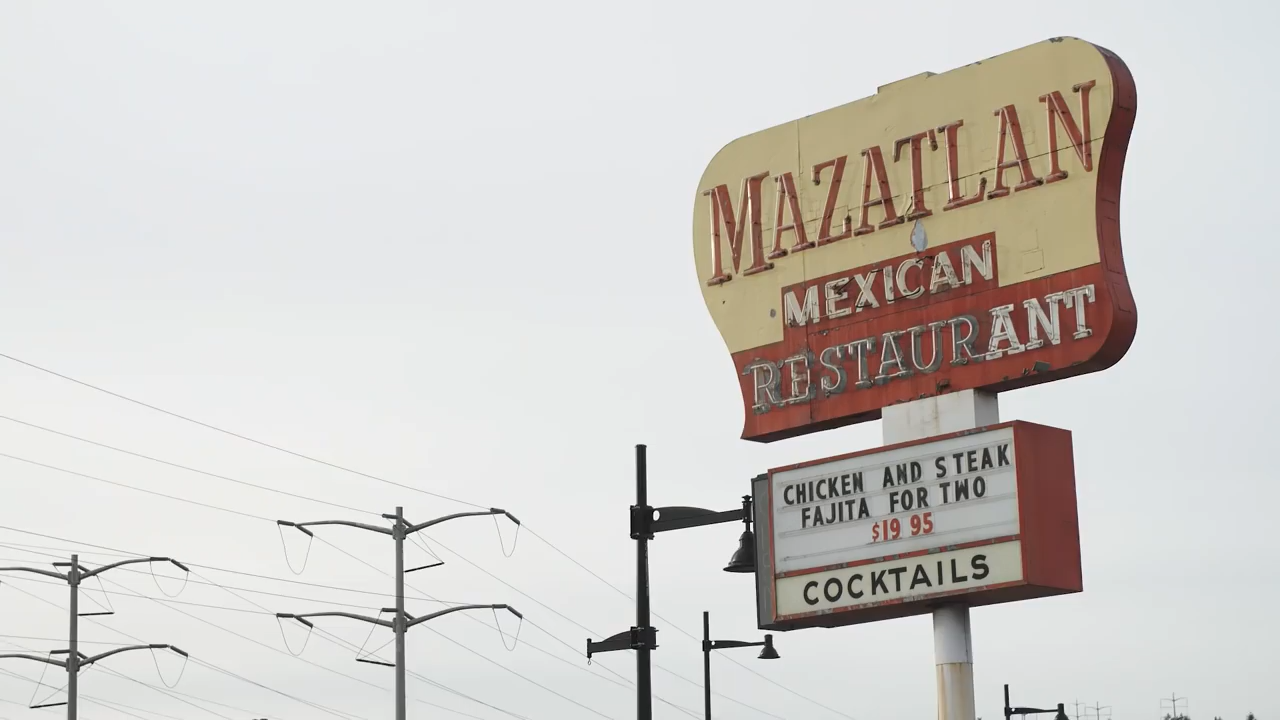 MAZATLAN
MEXICAN
RESTAURANT
CHICKEN AND STEAK
FAJITA FOR TWO
$19 95
COCKTAILS